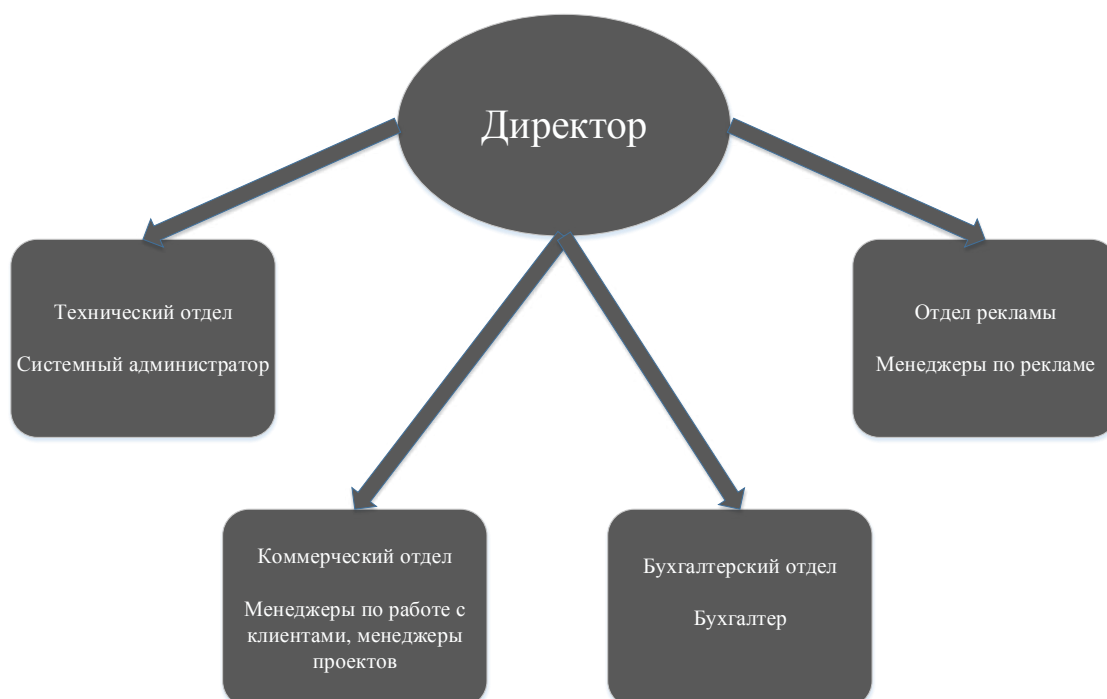 Директор
Технический отдел
Системный администратор
Отдел рекламы
Менеджеры по рекламе
Коммерческий отдел
Менеджеры по работе с
клиентами, менеджеры
проектов
Бухгалтерский отдел
Бухгалтер